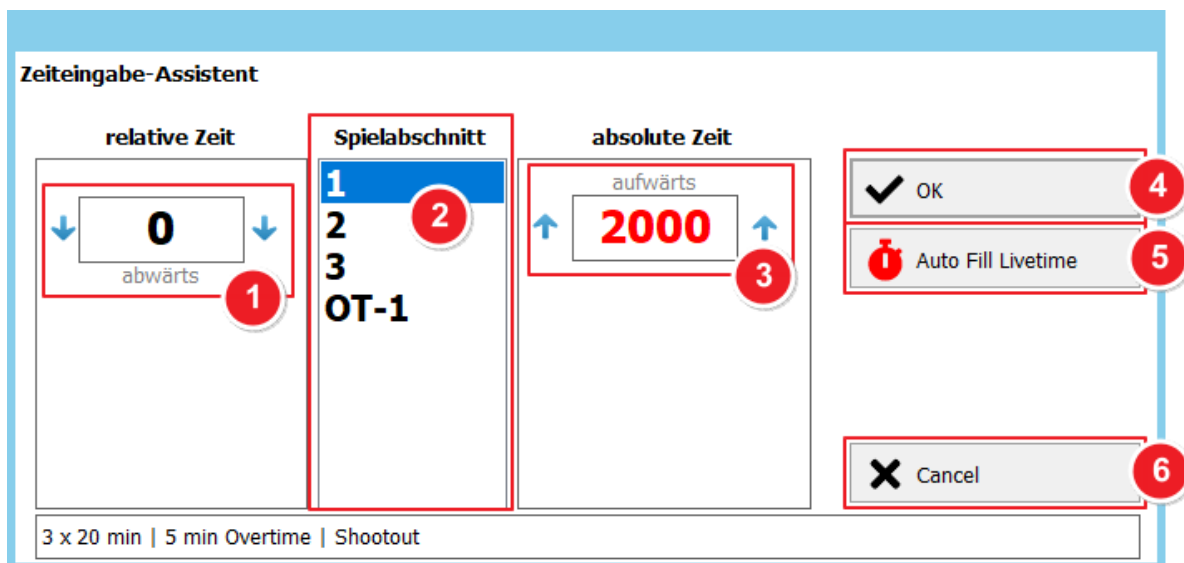 Zeiteingabe-Assistent
relative Zeit
Spielabschnitt
absolute Zeit
0
abwärts
1
1
2
3
OT-1
2
aufwärts
2000
3
OK
4
Auto Fill Livetime
5
Cancel
6
3 x 20 min | 5 min Overtime | Shootout